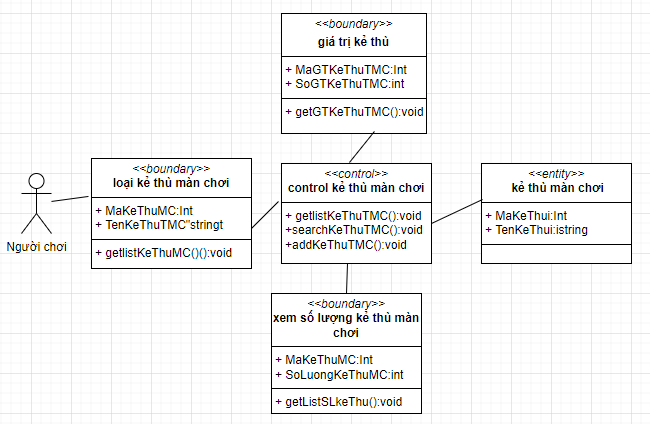 <<boundary>>
giá trị kẻ thù
+ MaGTKeThuTMC:Int
+ SoGTKeThuTMC:int
+ getGTKeThuTMC():void
Người chơi
<<boundary>>
loại kẻ thù màn chơi
+ MaKeThuMC:Int
+ TenKeThuTMC"stringt
+ getlistKeThuMC()():void
<<control>>
control kẻ thù màn chơi
+ getlistKeThuTMC():void
+searchKeThuTMC():void
+addKeThuTMC():void
<<entity>>
kẻ thù màn chơi
+ MaKeThui:Int
+ TenKeThui:istring
<<boundary>>
xem số lượng kẻ thù màn
chơi
+ MaKeThuMC:Int
+ SoLuongKeThuMC:int
+ getListSLkeThu():void